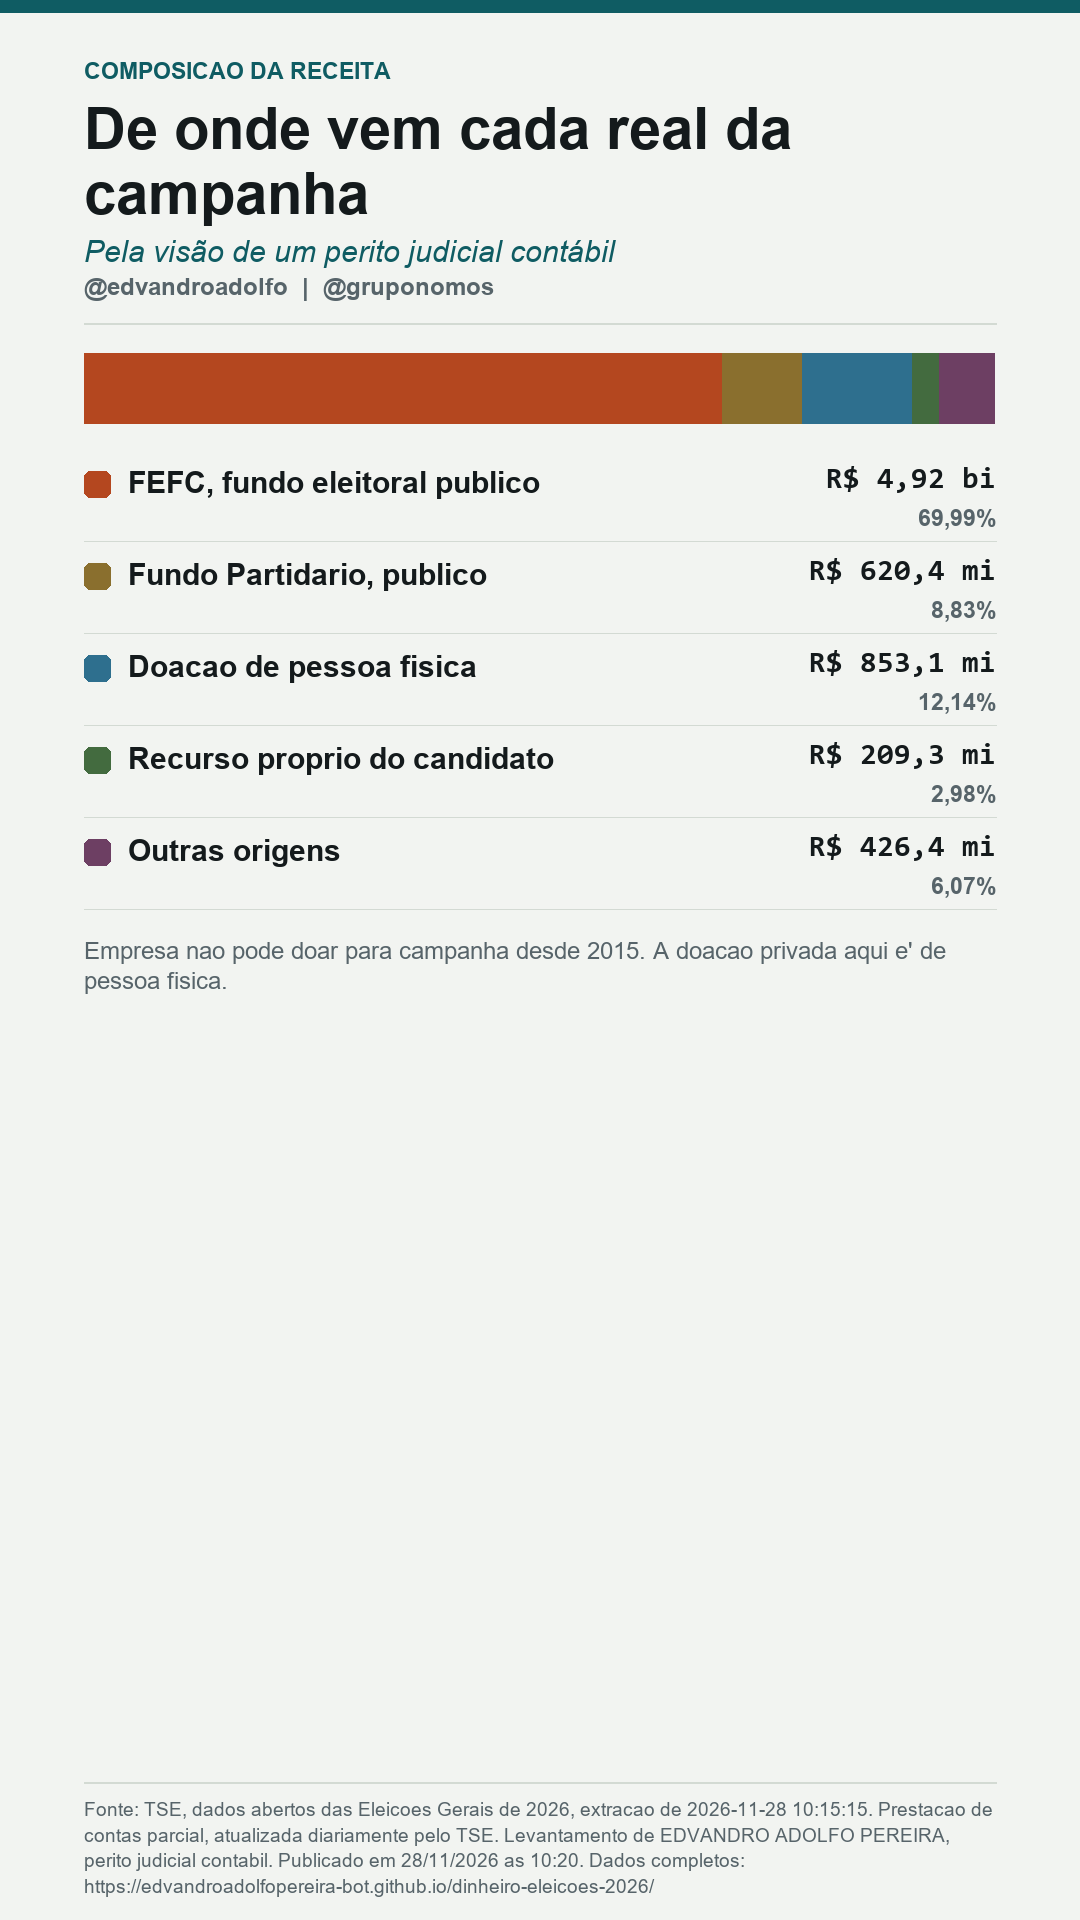 COMPOSICAO DA RECEITA
De onde vem cada real da
campanha
Pela visão de um perito judicial contábil
@edvandroadolfo | @gruponomos
FEFC, fundo eleitoral publico
R$ 4,92 bi
69,99%
Fundo Partidario, publico
R$ 620,4 mi
8,83%
Doacao de pessoa fisica
R$ 853,1 mi
12,14%
Recurso proprio do candidato
R$ 209,3 mi
2,98%
Outras origens
R$ 426,4 mi
6,07%
Empresa nao pode doar para campanha desde 2015. A doacao privada aqui e' de
pessoa fisica.
Fonte: TSE, dados abertos das Eleicoes Gerais de 2026, extracao de 2026-11-28 10:15:15. Prestacao de
contas parcial, atualizada diariamente pelo TSE. Levantamento de EDVANDRO ADOLFO PEREIRA,
perito judicial contabil. Publicado em 28/11/2026 as 10:20. Dados completos:
https://edvandroadolfopereira-bot.github.io/dinheiro-eleicoes-2026/